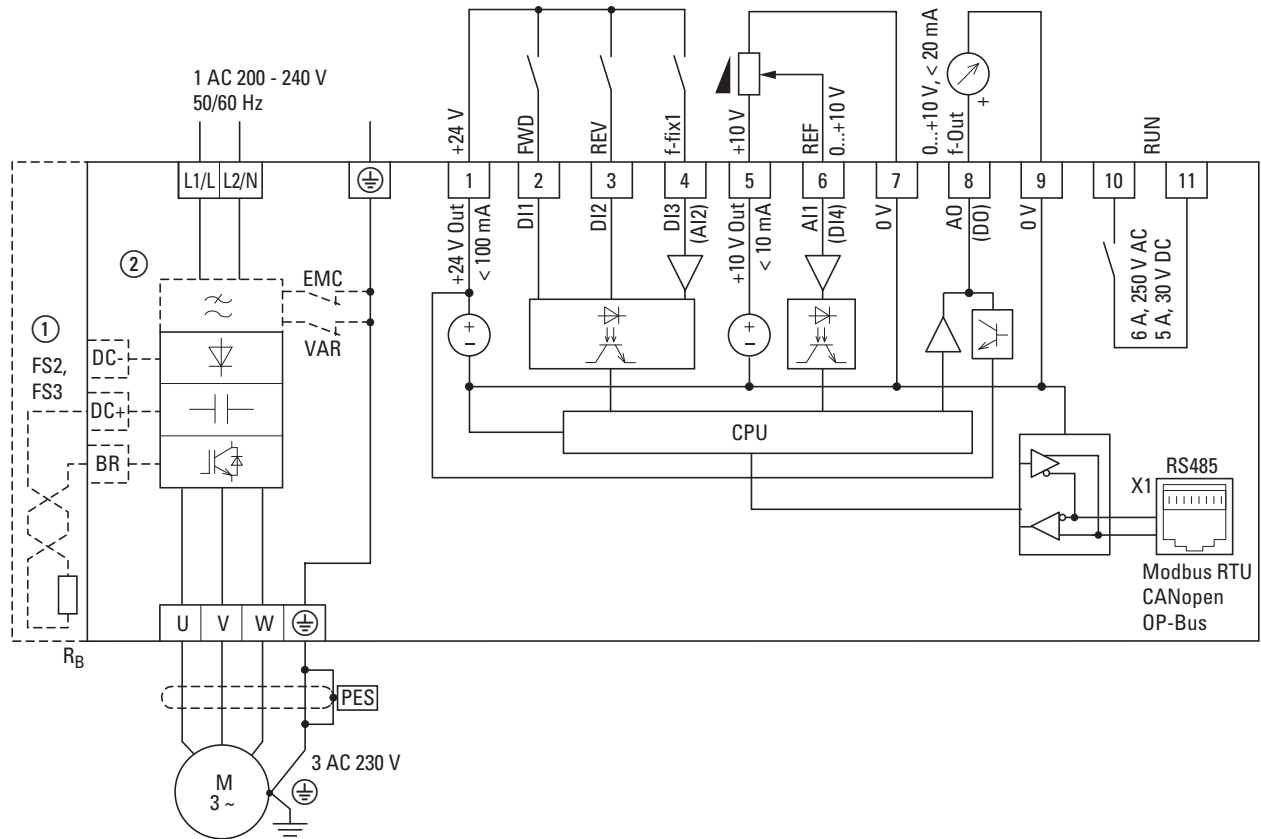 1 AC 200 - 240 V
50/60 Hz
+24 V
FWD
REV
f-fix1
+10 V
REF
0...+10 V
0...+10 V, < 20 mA
f-Out
+
RUN
L1/L
L2/N
1
2
3
4
5
6
7
8
9
10
11
+24 V Out
< 100 mA
DI1
DI2
DI3
(AI2)
+10 V Out
< 10 mA
AI1
(DI4)
0 V
AO
(DO)
0 V
6 A, 250 V AC
5 A, 30 V DC
2
EMC
VAR
1
FS2,
FS3
DC-
DC+
BR
+
-
+
-
CPU
X1
RS485
Modbus RTU
CANopen
OP-Bus
U
V
W
RB
PES
3 AC 230 V
M
3 ~